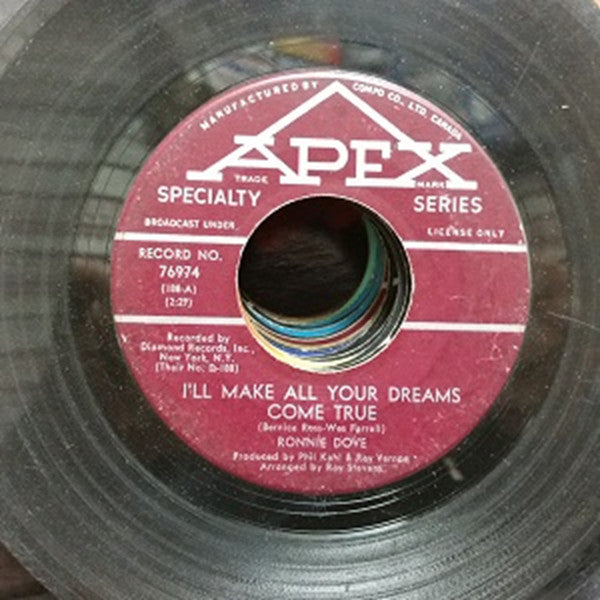 MANUFACTURED BY COMPO CO., LTD. CANADA
APEX
TRADE MARK
SPECIALTY SERIES
BROADCAST UNDER LICENSE ONLY
RECORD NO.
76974
(188-A)
(2:27)
Recorded by
Diamond Records, Inc.,
New York, N.Y.
(Their No: D-188)
I'LL MAKE ALL YOUR DREAMS
COME TRUE
(Bernice Ross-Wes Farrell)
RONNIE DOVE
Produced by Phil Kahl & Ray Vernon
Arranged by Ray Stevens